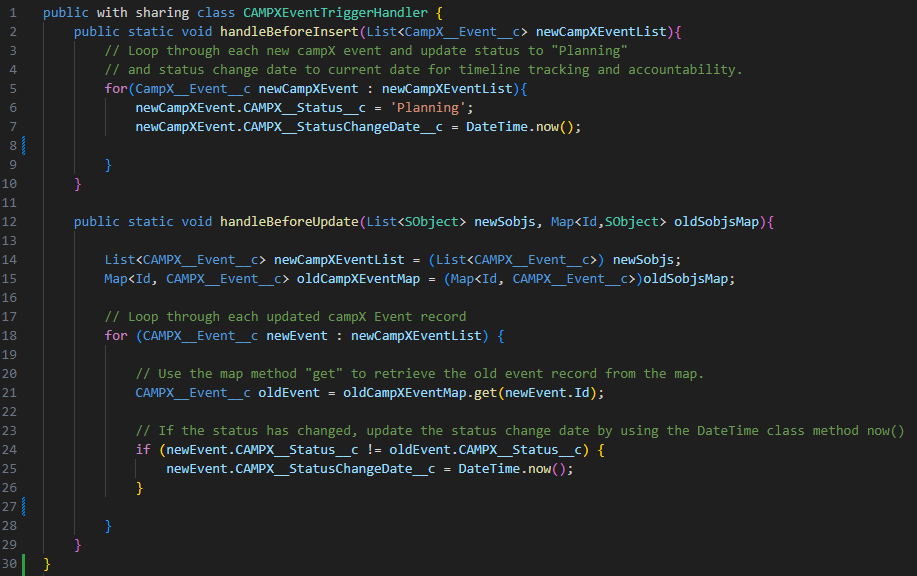 1 public with sharing class CAMPXEventTriggerHandler {
2 public static void handleBeforeInsert(List<CampX__Event__c> newCampXEventList){
3 // Loop through each new campX event and update status to "Planning"
4 // and status change date to current date for timeline tracking and accountability.
5 for(CampX__Event__c newCampXEvent : newCampXEventList){
6 newCampXEvent.CAMPX__Status__c = 'Planning';
7 newCampXEvent.CAMPX__StatusChangeDate__c = DateTime.now();
8
9 }
10 }
11
12 public static void handleBeforeUpdate(List<SObject> newSobjs, Map<Id,SObject> oldSobjsMap){
13
14 List<CAMPX__Event__c> newCampXEventList = (List<CAMPX__Event__c>) newSobjs;
15 Map<Id, CAMPX__Event__c> oldCampXEventMap = (Map<Id, CAMPX__Event__c>)oldSobjsMap;
16
17 // Loop through each updated campX Event record
18 for (CAMPX__Event__c newEvent : newCampXEventList) {
19
20 // Use the map method "get" to retrieve the old event record from the map.
21 CAMPX__Event__c oldEvent = oldCampXEventMap.get(newEvent.Id);
22
23 // If the status has changed, update the status change date by using the DateTime class method now()
24 if (newEvent.CAMPX__Status__c != oldEvent.CAMPX__Status__c) {
25 newEvent.CAMPX__StatusChangeDate__c = DateTime.now();
26 }
27
28 }
29 }
30 }